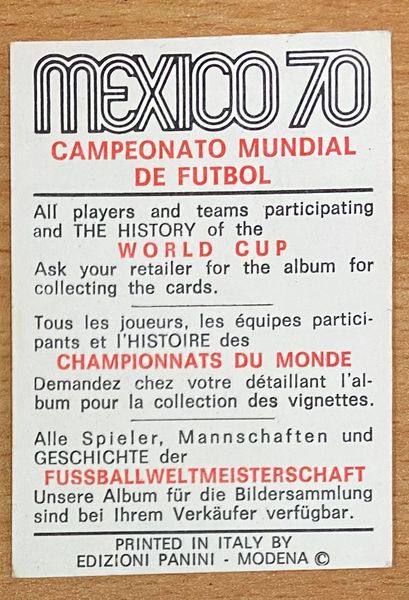 MEXICO 70
CAMPEONATO MUNDIAL
DE FUTBOL
All players and teams participating
and THE HISTORY of the
WORLD CUP
Ask your retailer for the album for
collecting the cards.
Tous les joueurs, les équipes partici-
pants et l'HISTOIRE des
CHAMPIONNATS DU MONDE
Demandez chez votre détaillant l'al-
bum pour la collection des vignettes.
Alle Spieler, Mannschaften und
GESCHICHTE der
FUSSBALLWELTMEISTERSCHAFT
Unsere Album für die Bildersammlung
sind bei Ihrem Verkäufer verfügbar.
PRINTED IN ITALY BY
EDIZIONI PANINI - MODENA ©